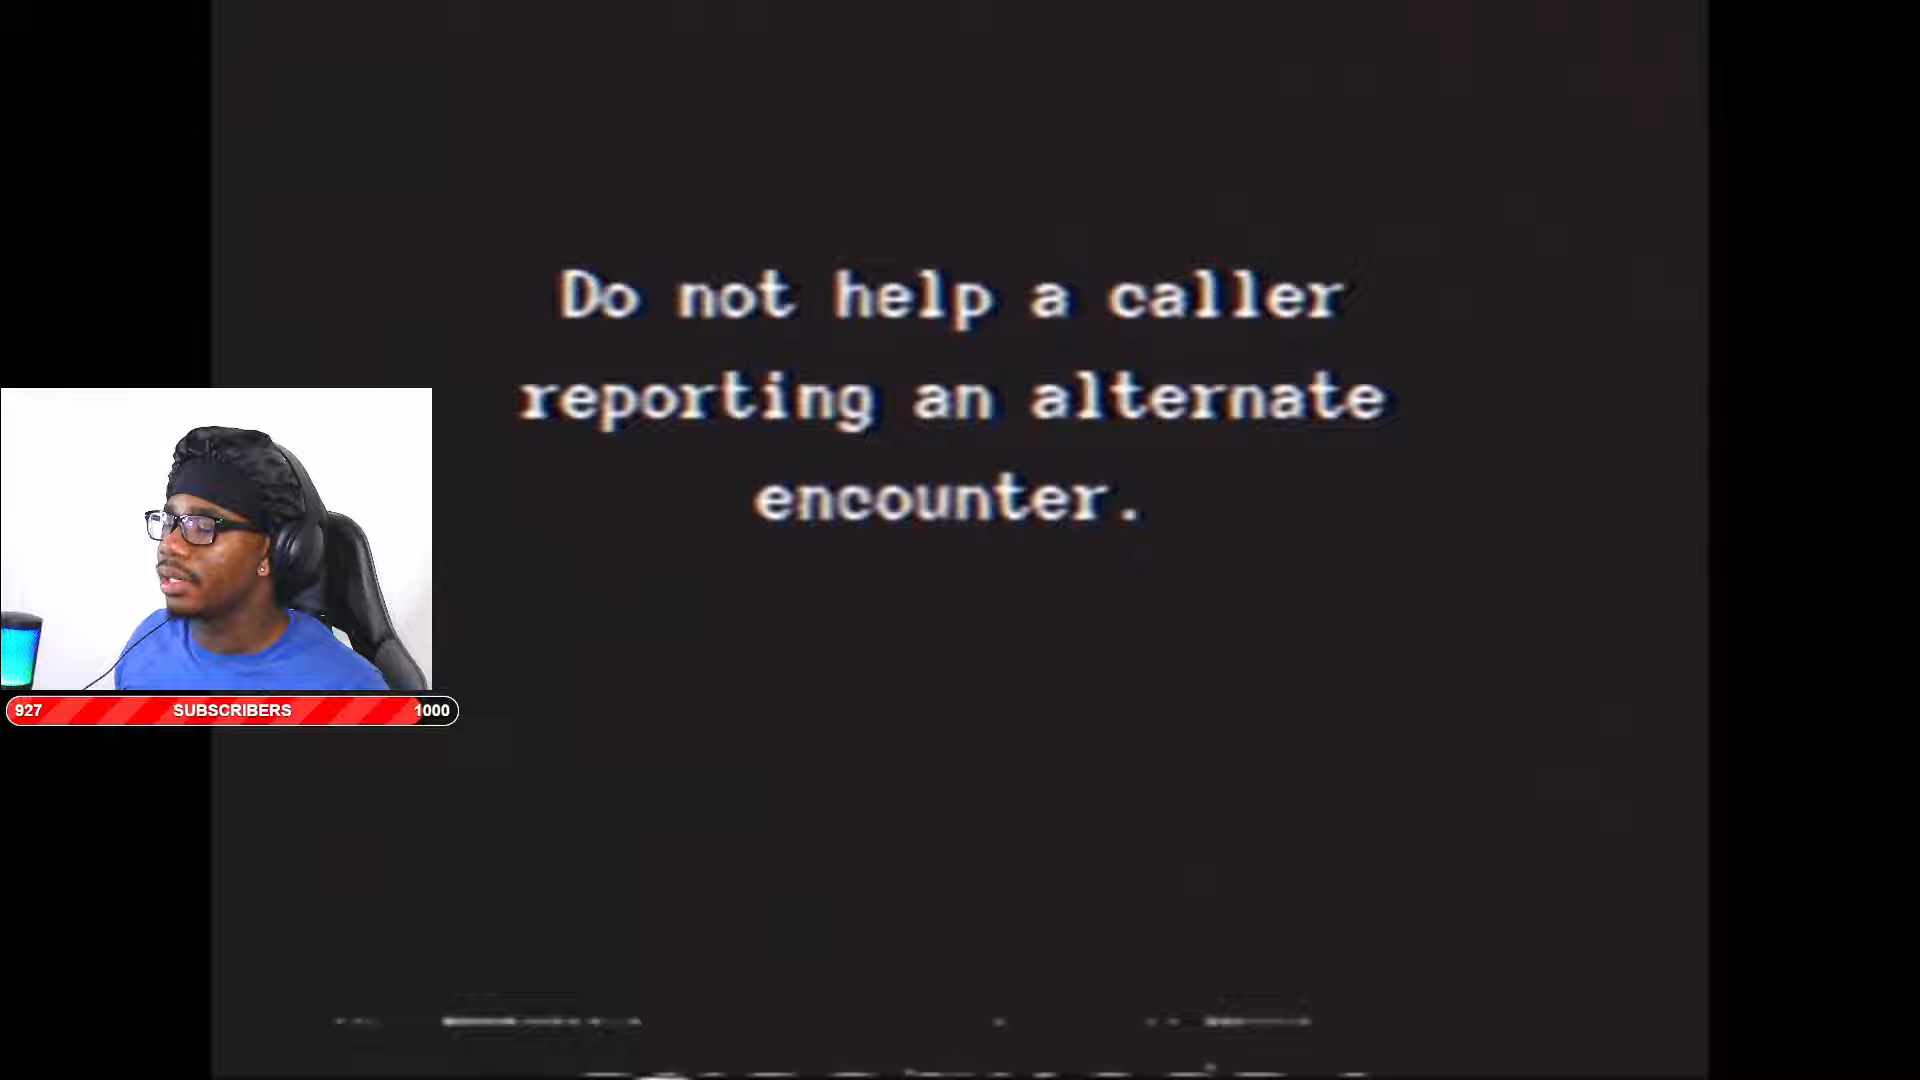 Do not help a caller
reporting an alternate
encounter.
927 SUBSCRIBERS 1000